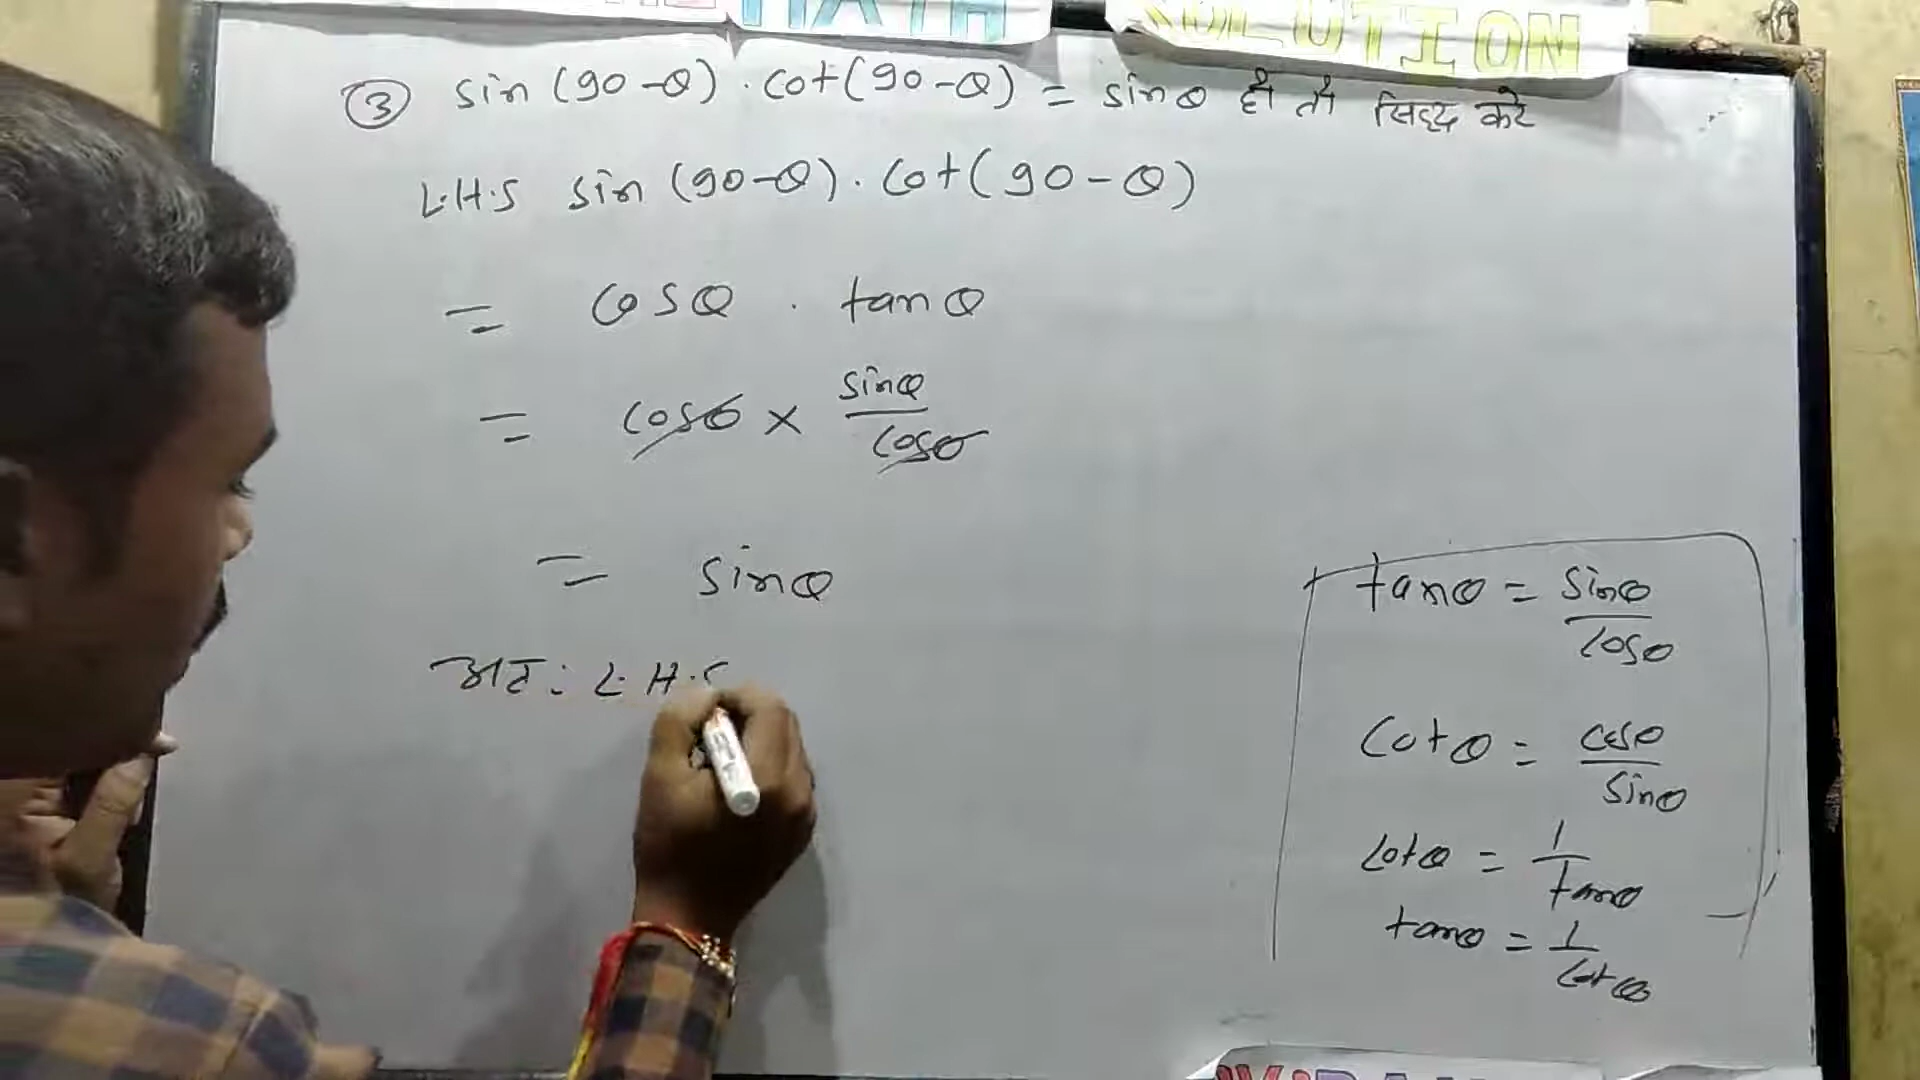 MATH SOLUTION
③ sin (90-θ) . cot (90-θ) = sinθ हो तो सिद्ध करे
L.H.S sin (90-θ) . cot (90-θ)
= cosθ . tanθ
= cosθ × sinθ/cosθ
= sinθ
अतः L.H.S
tanθ = sinθ/cosθ
cotθ = cosθ/sinθ
cotθ = 1/tanθ
tanθ = 1/cotθ